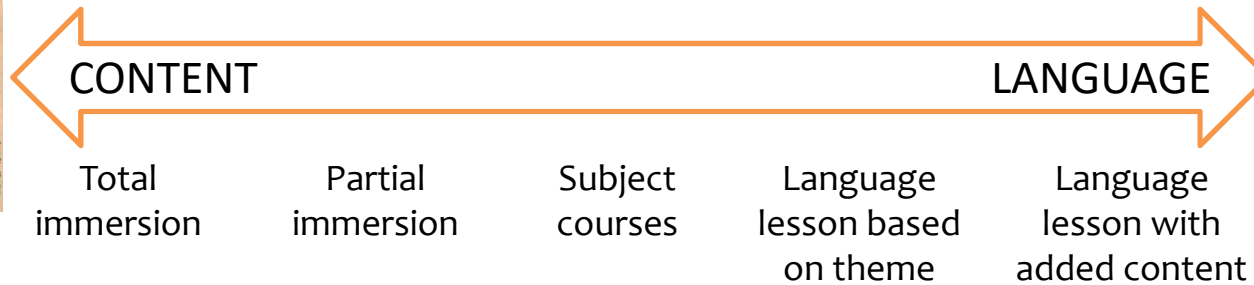 CONTENT LANGUAGE
Total immersion
Partial immersion
Subject courses
Language lesson based on theme
Language lesson with added content